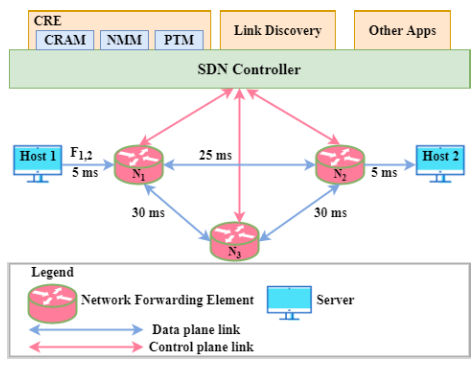 CRE
CRAM NMM PTM
Link Discovery
Other Apps
SDN Controller
Host 1
F1,2
5 ms
N1
25 ms
N2
5 ms
Host 2
30 ms
30 ms
N3
Legend
Network Forwarding Element
Server
Data plane link
Control plane link